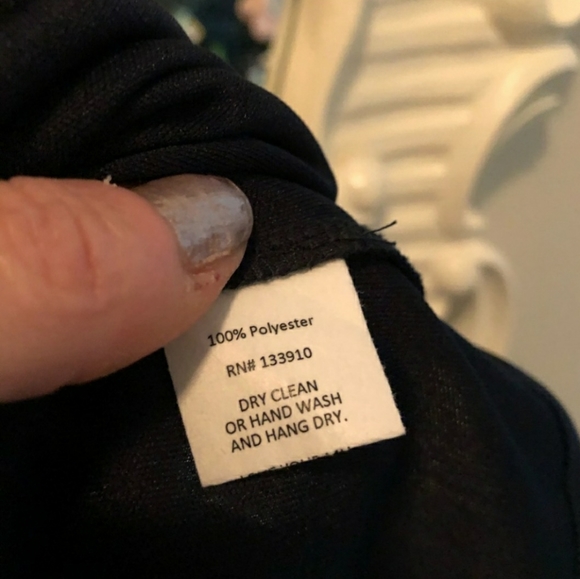 100% Polyester
RN# 133910
DRY CLEAN
OR HAND WASH
AND HANG DRY.